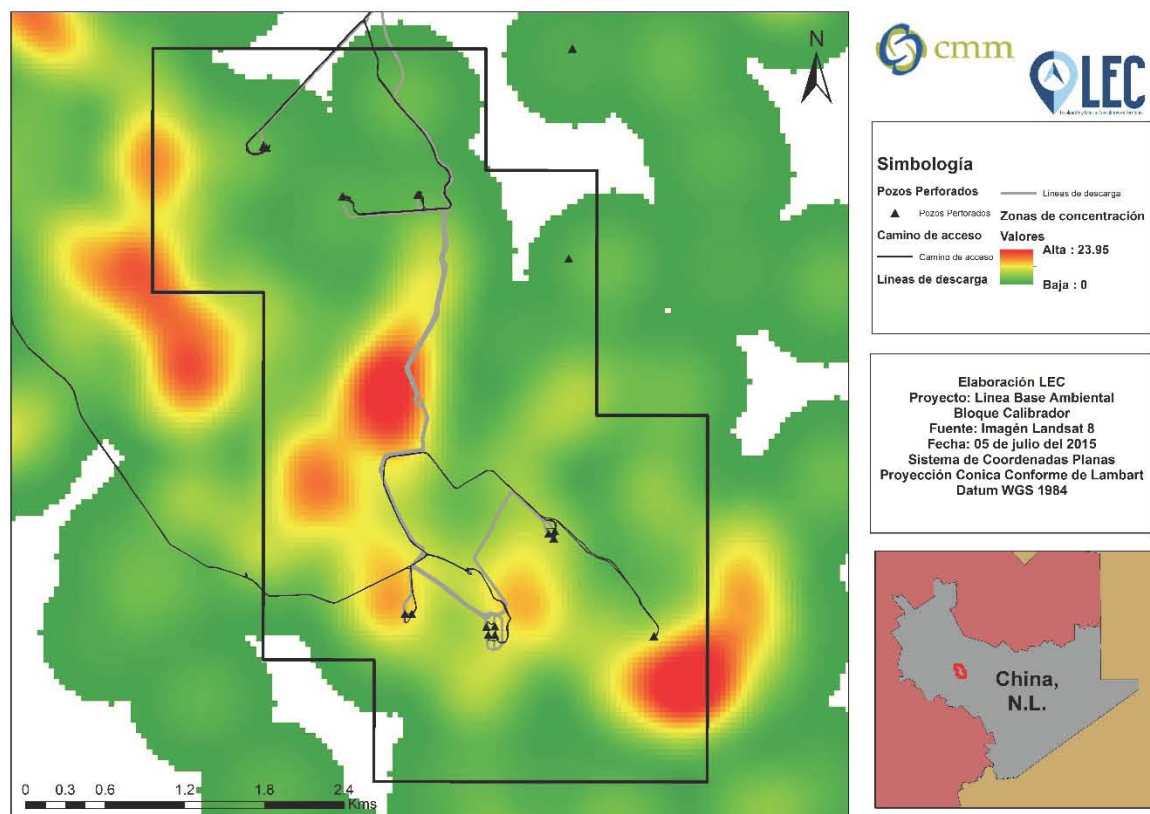 N
cmm
LEC
Simbología
Pozos Perforados
Pozos Perforados
Camino de acceso
Camino de acceso
Líneas de descarga
Líneas de descarga
Zonas de concentración
Valores
Alta : 23.95
Baja : 0
Elaboración LEC
Proyecto: Línea Base Ambiental
Bloque Calibrador
Fuente: Imagén Landsat 8
Fecha: 05 de julio del 2015
Sistema de Coordenadas Planas
Proyección Conica Conforme de Lambart
Datum WGS 1984
China,
N.L.
0 0.3 0.6 1.2 1.8 2.4
Kms